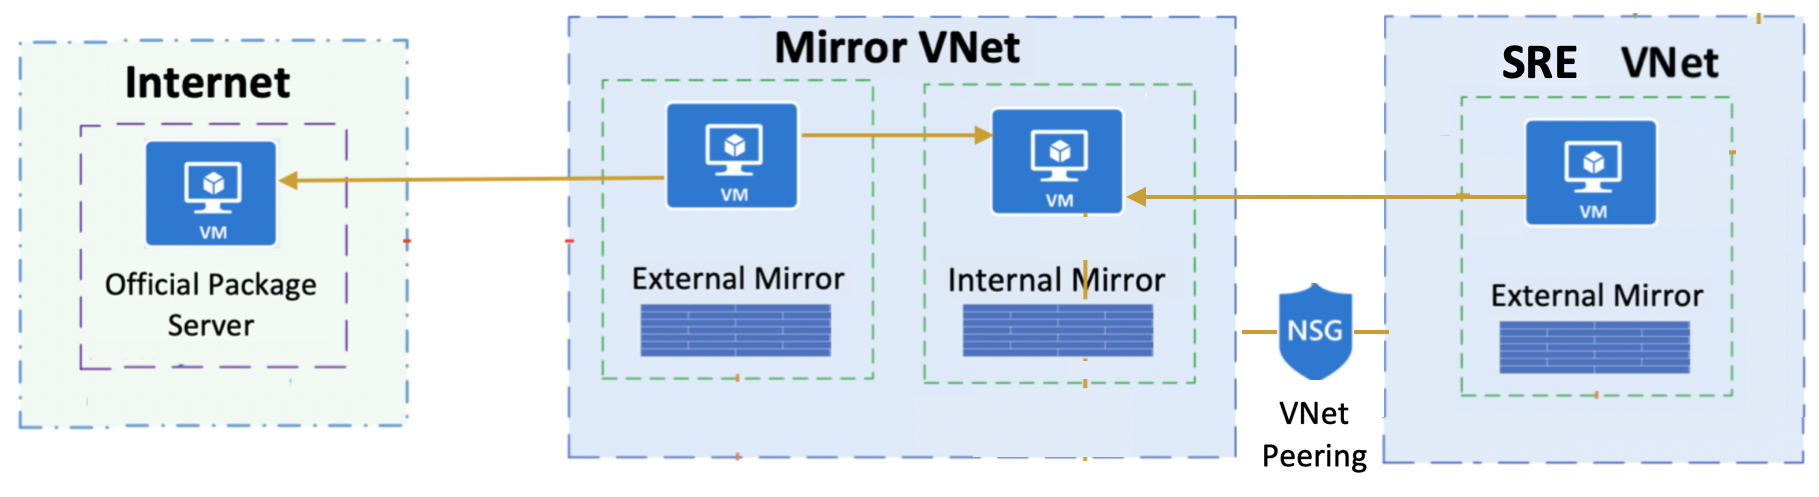 Internet
VM
Official Package
Server
Mirror VNet
VM
External Mirror
VM
Internal Mirror
NSG
VNet
Peering
SRE VNet
VM
External Mirror